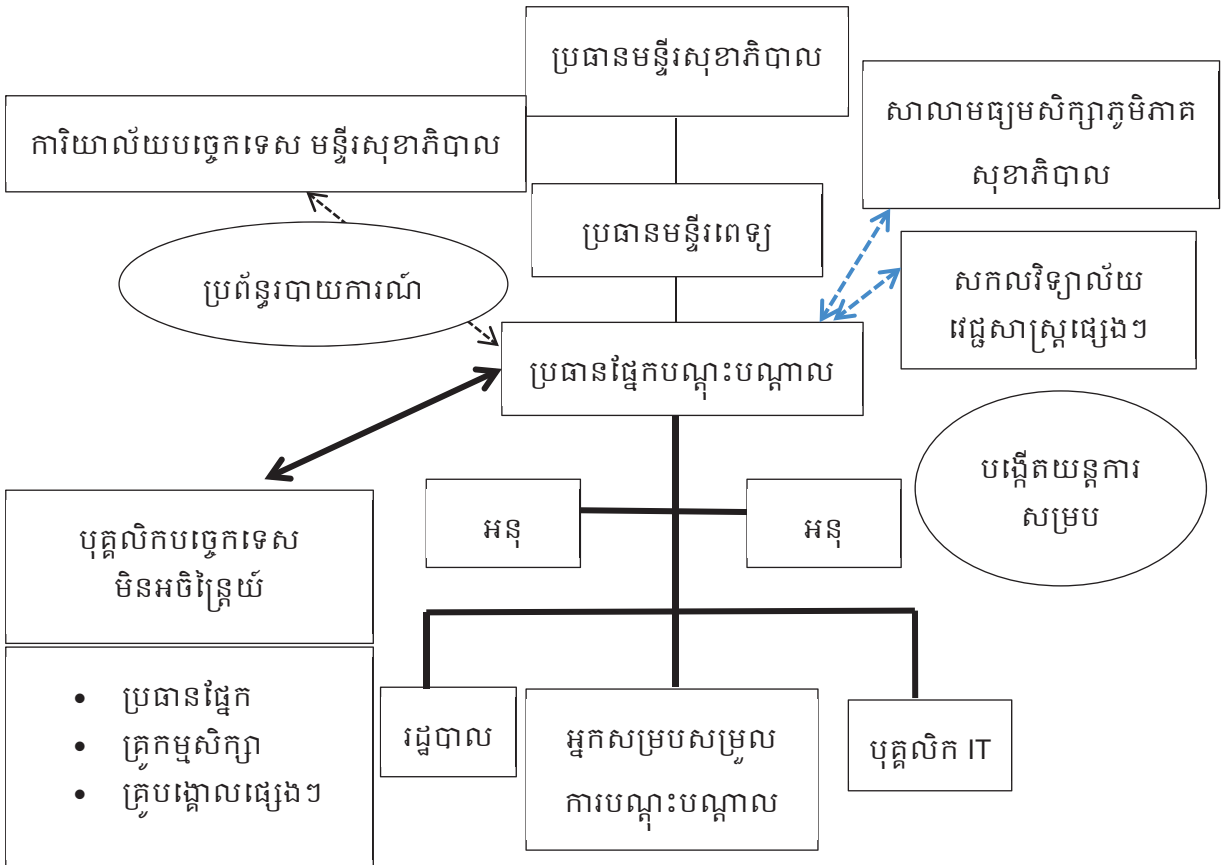 ប្រធានមន្ទីរសុខាភិបាល
ការិយាល័យបច្ចេកទេស មន្ទីរសុខាភិបាល
សាលាមធ្យមសិក្សាភូមិភាគ
សុខាភិបាល
ប្រធានមន្ទីរពេទ្យ
ប្រព័ន្ធរបាយការណ៍
សកលវិទ្យាល័យ
វេជ្ជសាស្ត្រផ្សេងៗ
ប្រធានផ្នែកបណ្តុះបណ្តាល
បង្កើតយន្តការ
សម្រប
អនុ
អនុ
បុគ្គលិកបច្ចេកទេស
មិនអចិន្ត្រៃយ៍
• ប្រធានផ្នែក
• គ្រូកម្មសិក្សា
• គ្រូបង្គោលផ្សេងៗ
រដ្ឋបាល
អ្នកសម្របសម្រួល
ការបណ្តុះបណ្តាល
បុគ្គលិក IT